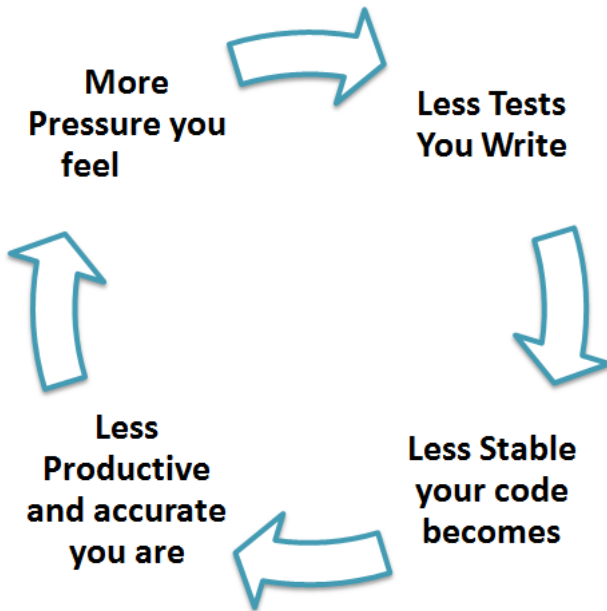 More
Pressure you
feel
Less Tests
You Write
Less Stable
your code
becomes
Less
Productive
and accurate
you are